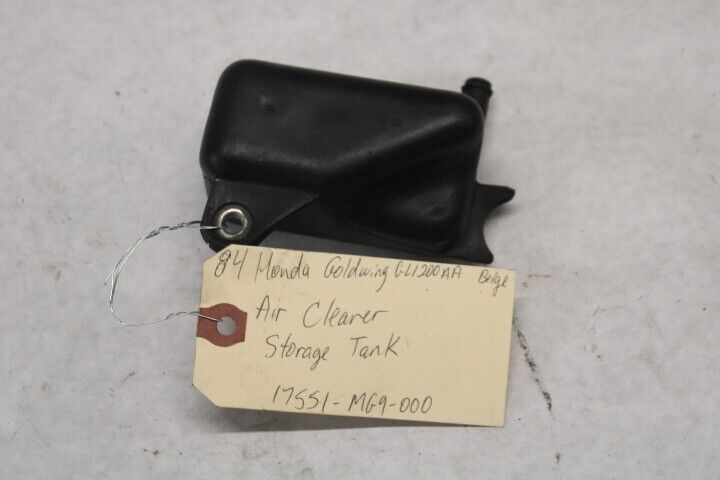 84 Honda Goldwing GL1200AA Beige
Air Cleaner
Storage Tank
17551-MG9-000